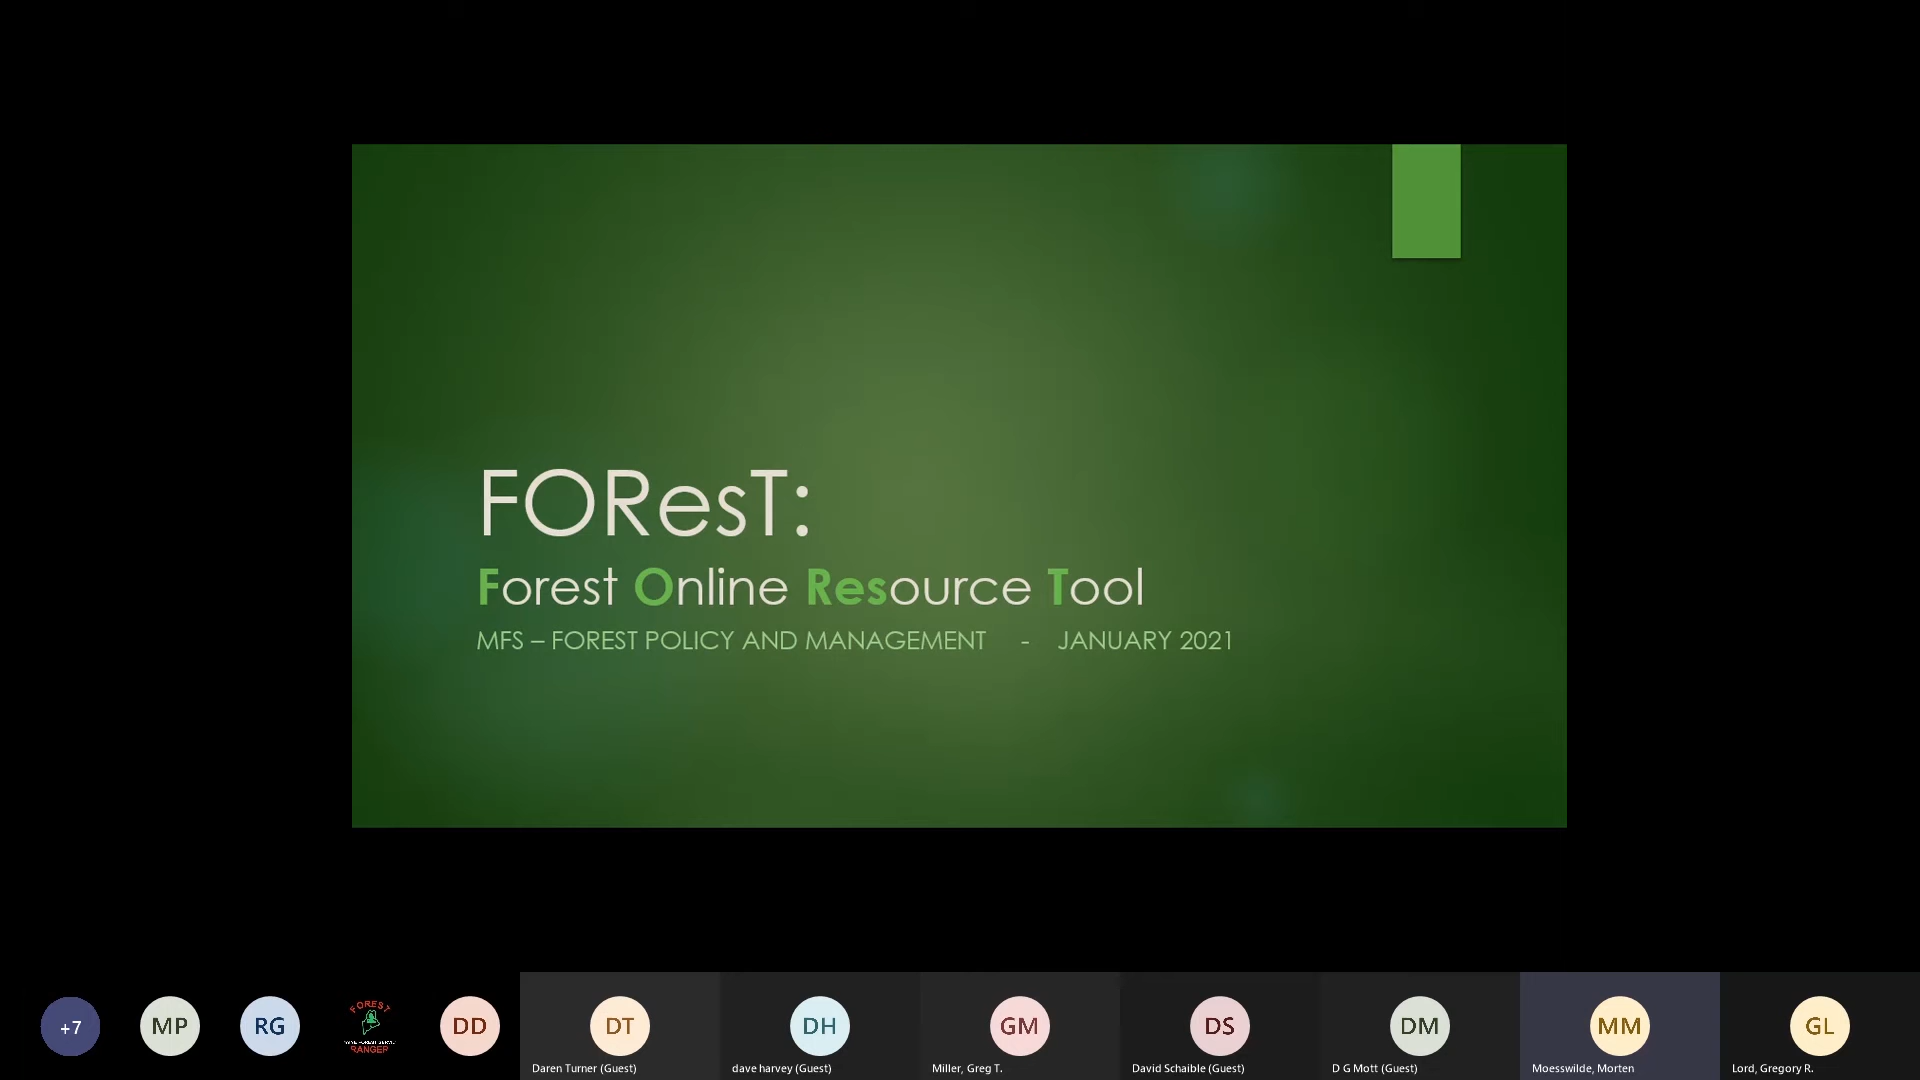 FOResT:
Forest Online Resource Tool
MFS – FOREST POLICY AND MANAGEMENT - JANUARY 2021
+7
MP
RG
FOREST
RANGER
DD
DT
DH
GM
DS
DM
MM
GL
Daren Turner (Guest)
dave harvey (Guest)
Miller, Greg T.
David Schaible (Guest)
D G Mott (Guest)
Moesswilde, Morten
Lord, Gregory R.